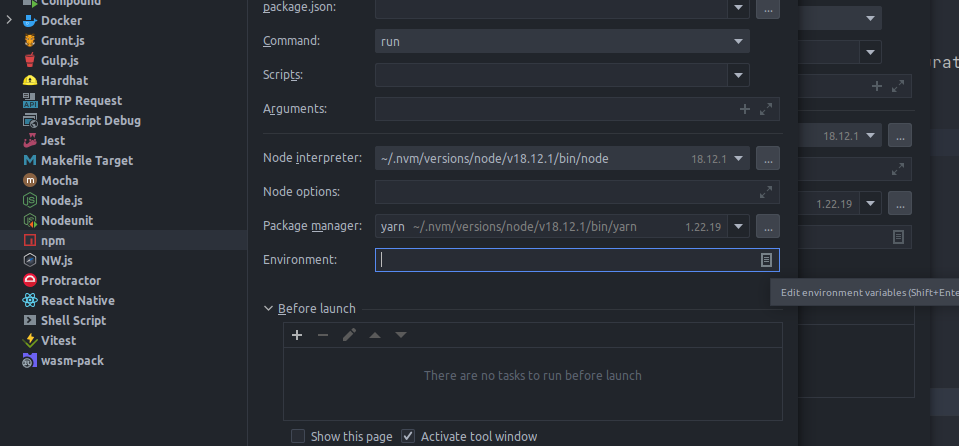 Compound
Docker
Grunt.js
Gulp.js
Hardhat
HTTP Request
JavaScript Debug
Jest
Makefile Target
Mocha
Node.js
Nodeunit
npm
NW.js
Protractor
React Native
Shell Script
Vitest
wasm-pack
package.json:
...
Command: run
Scripts:
Arguments:
Node interpreter: ~/.nvm/versions/node/v18.12.1/bin/node 18.12.1 ...
Node options:
Package manager: yarn ~/.nvm/versions/node/v18.12.1/bin/yarn 1.22.19 ...
Environment:
Before launch
There are no tasks to run before launch
Show this page Activate tool window
18.12.1 ...
1.22.19 ...
Edit environment variables (Shift+Ente
urat